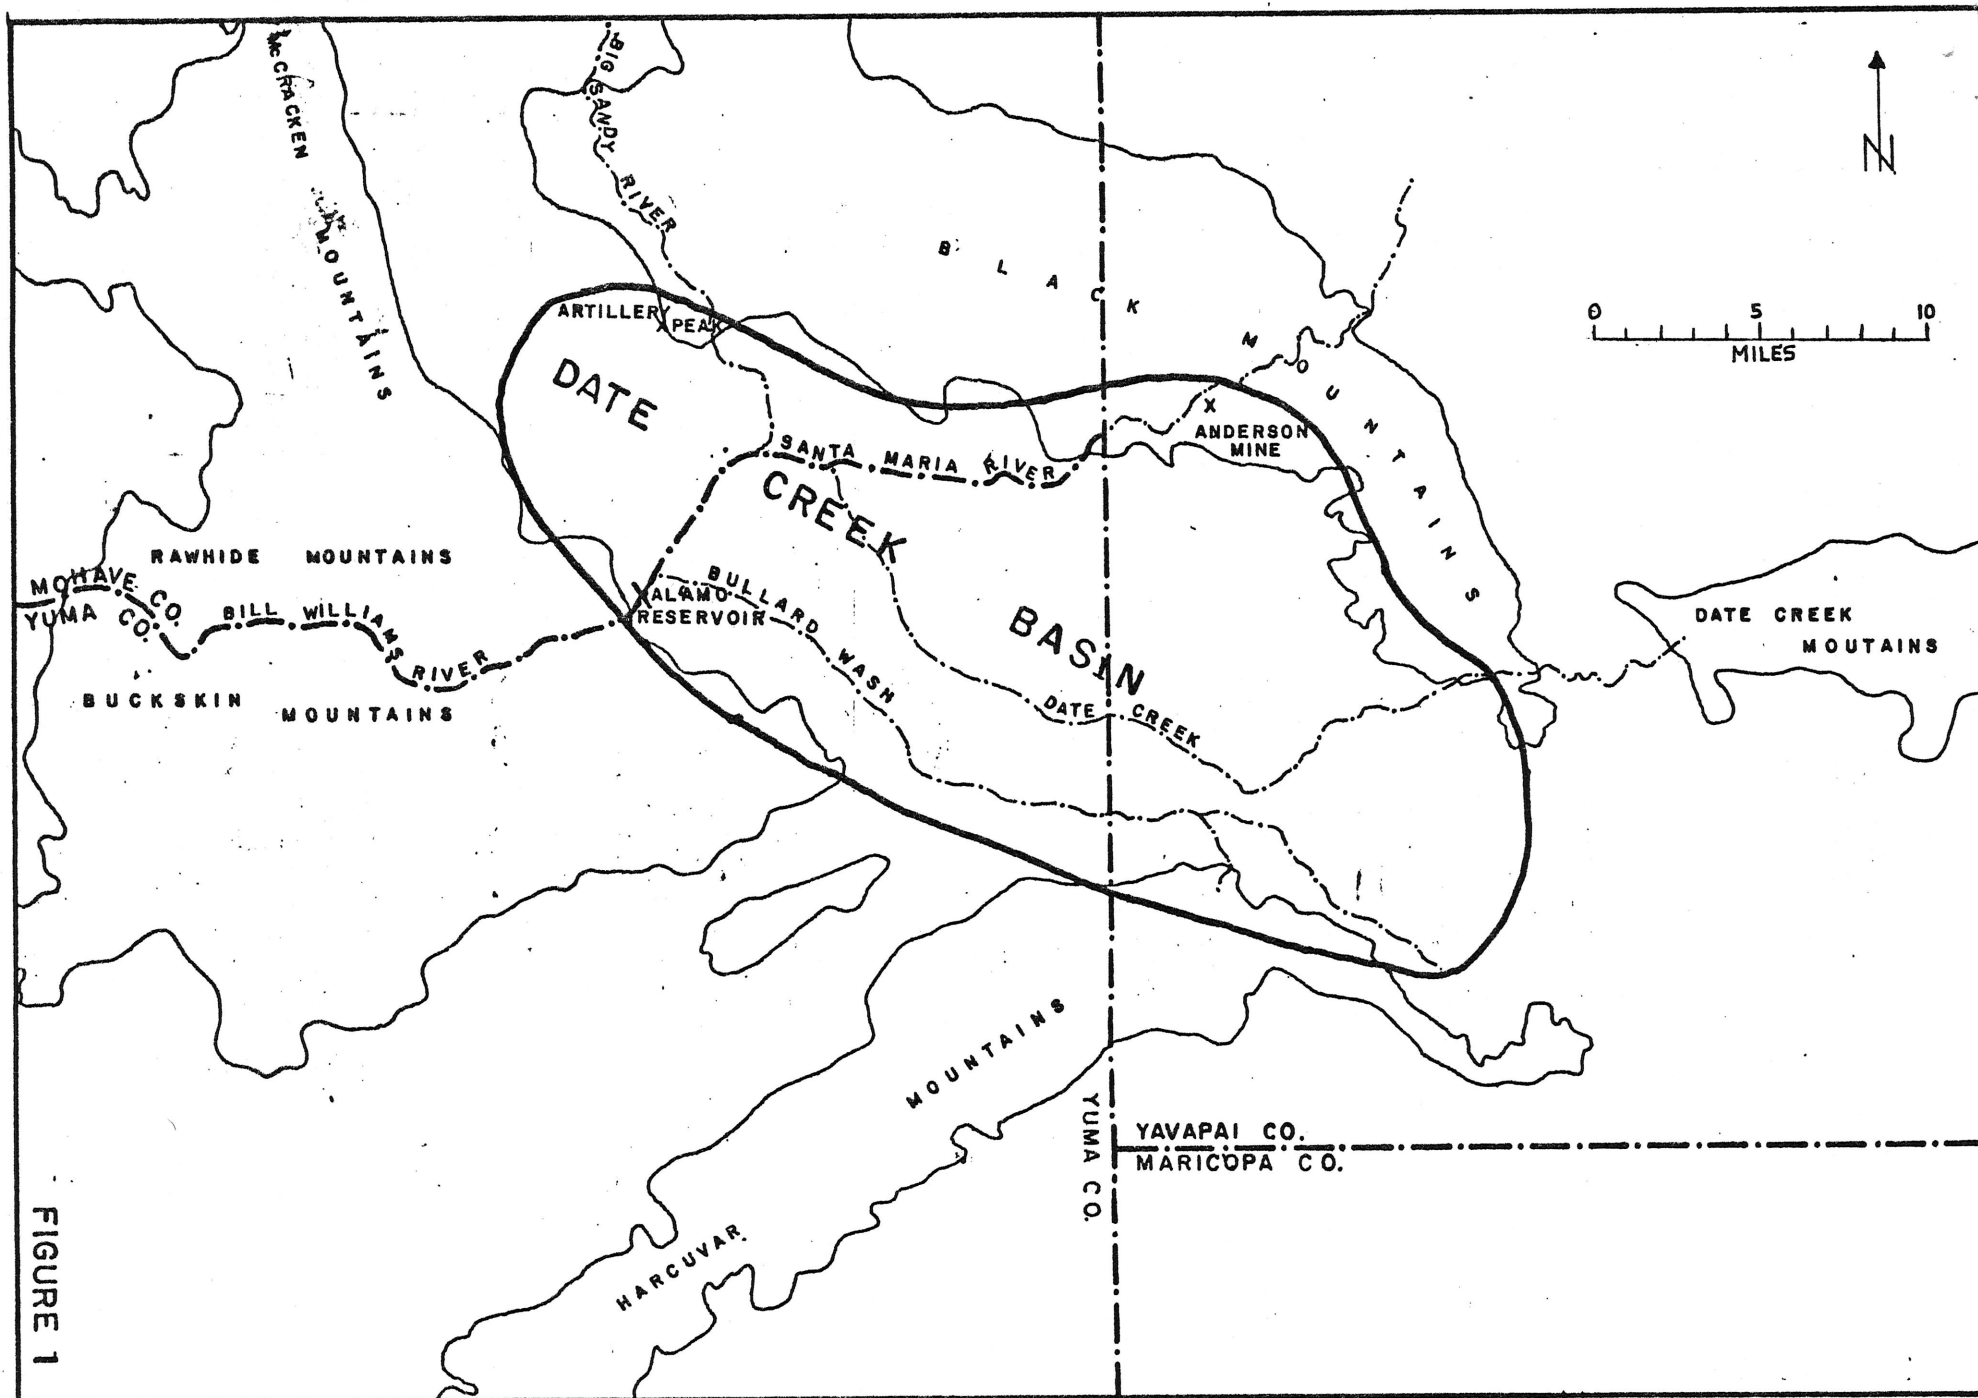 McCRACKEN MOUNTAINS
BIG SANDY RIVER
BLACK MOUNTAINS
0 5 10
MILES
N
ARTILLERY
X PEAK
DATE CREEK BASIN
X
ANDERSON
MINE
SANTA MARIA RIVER
RAWHIDE MOUNTAINS
MOHAVE CO.
YUMA CO.
BILL WILLIAMS RIVER
BULLARD WASH
ALAMO
RESERVOIR
DATE CREEK
MOUTAINS
BUCKSKIN MOUNTAINS
DATE CREEK
HARCUVAR MOUNTAINS
YUMA CO.
YAVAPAI CO.
MARICOPA CO.
FIGURE 1